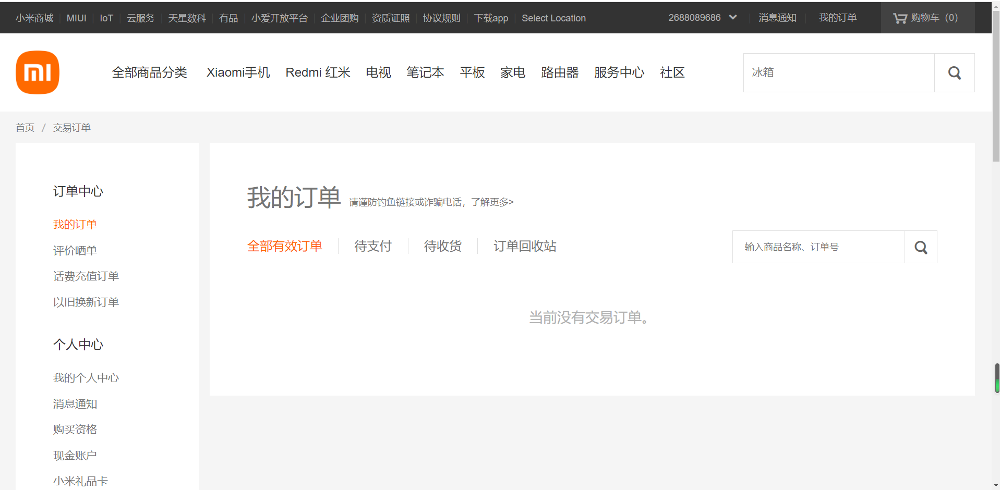 小米商城 MIUI IoT 云服务 天星数科 有品 小爱开放平台 企业团购 资质证照 协议规则 下载app Select Location 2688089686 消息通知 我的订单 购物车（0）
mi 全部商品分类 Xiaomi手机 Redmi 红米 电视 笔记本 平板 家电 路由器 服务中心 社区 冰箱
首页 / 交易订单
订单中心
我的订单
评价晒单
话费充值订单
以旧换新订单
个人中心
我的个人中心
消息通知
购买资格
现金账户
小米礼品卡
我的订单 请谨防钓鱼链接或诈骗电话，了解更多>
全部有效订单 待支付 待收货 订单回收站 输入商品名称、订单号
当前没有交易订单。